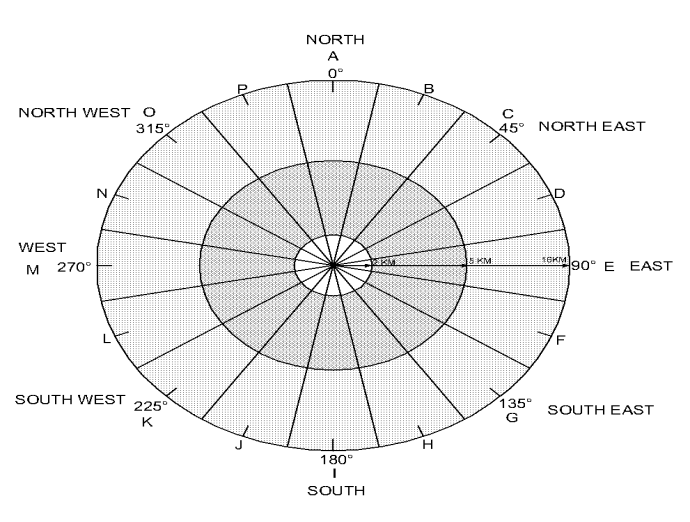 NORTH
A
0°
P
B
NORTH WEST O
315°
C
45° NORTH EAST
N
D
WEST
M 270°
2 KM
5 KM
16KM
90° E EAST
L
F
SOUTH WEST 225°
K
135°
G
SOUTH EAST
J
H
180°
I
SOUTH